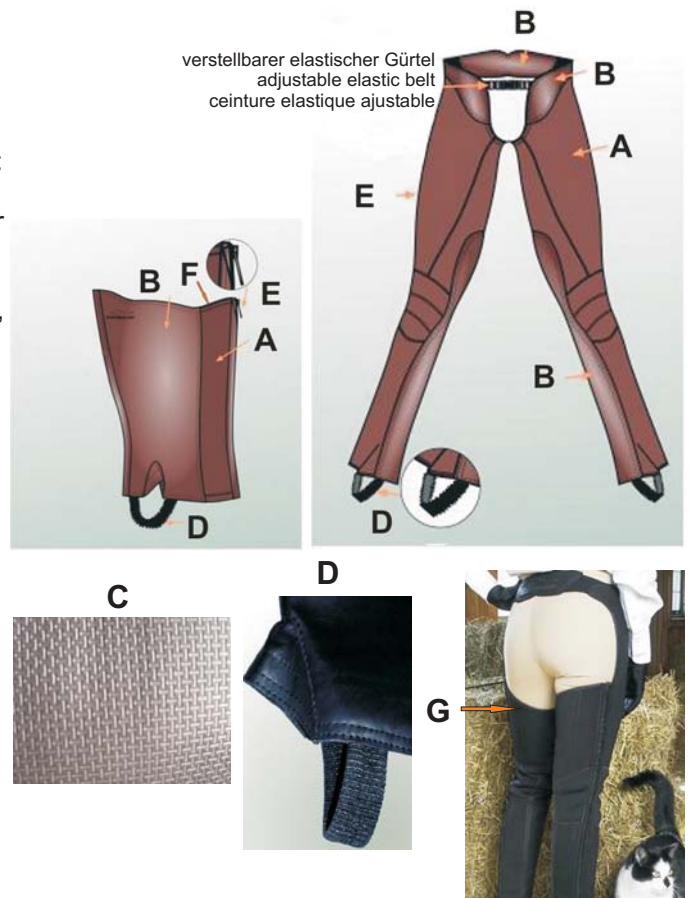 verstellbarer elastischer Gürtel
adjustable elastic belt
ceinture elastique ajustable
B
B
A
E
B
D
F
B
E
A
D
C
D
G